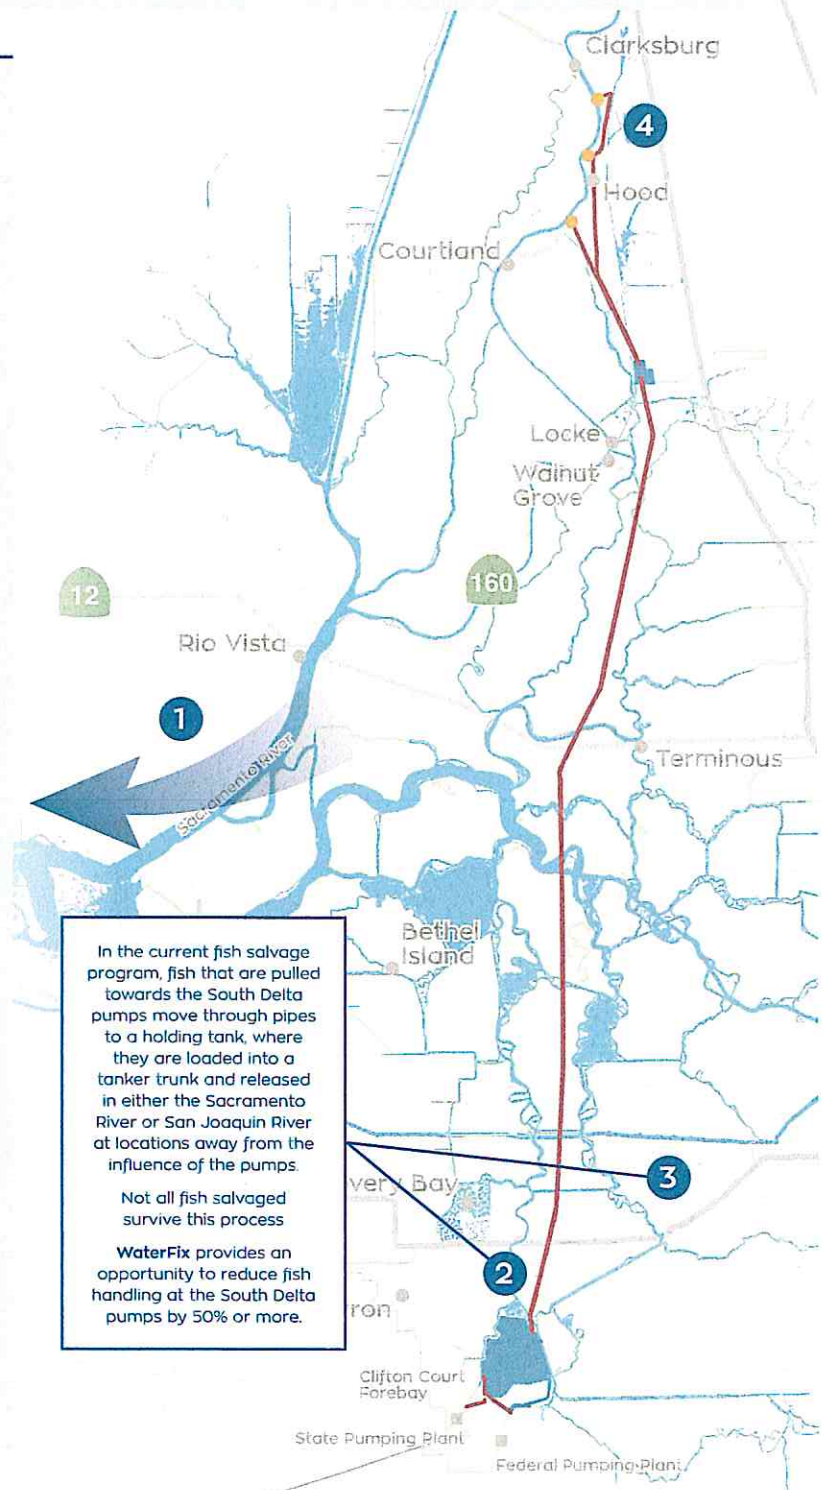 Clarksburg
4
Hood
Courtland
Locke
Walnut
Grove
12
160
Rio Vista
1
Sacramento River
Terminous
In the current fish salvage
program, fish that are pulled
towards the South Delta
pumps move through pipes
to a holding tank, where
they are loaded into a
tanker trunk and released
in either the Sacramento
River or San Joaquin River
at locations away from the
influence of the pumps.
Not all fish salvaged
survive this process
WaterFix provides an
opportunity to reduce fish
handling at the South Delta
pumps by 50% or more.
Bethel
Island
very Bay
3
2
ron
Clifton Court
Forebay
State Pumping Plant
Federal Pumping Plant